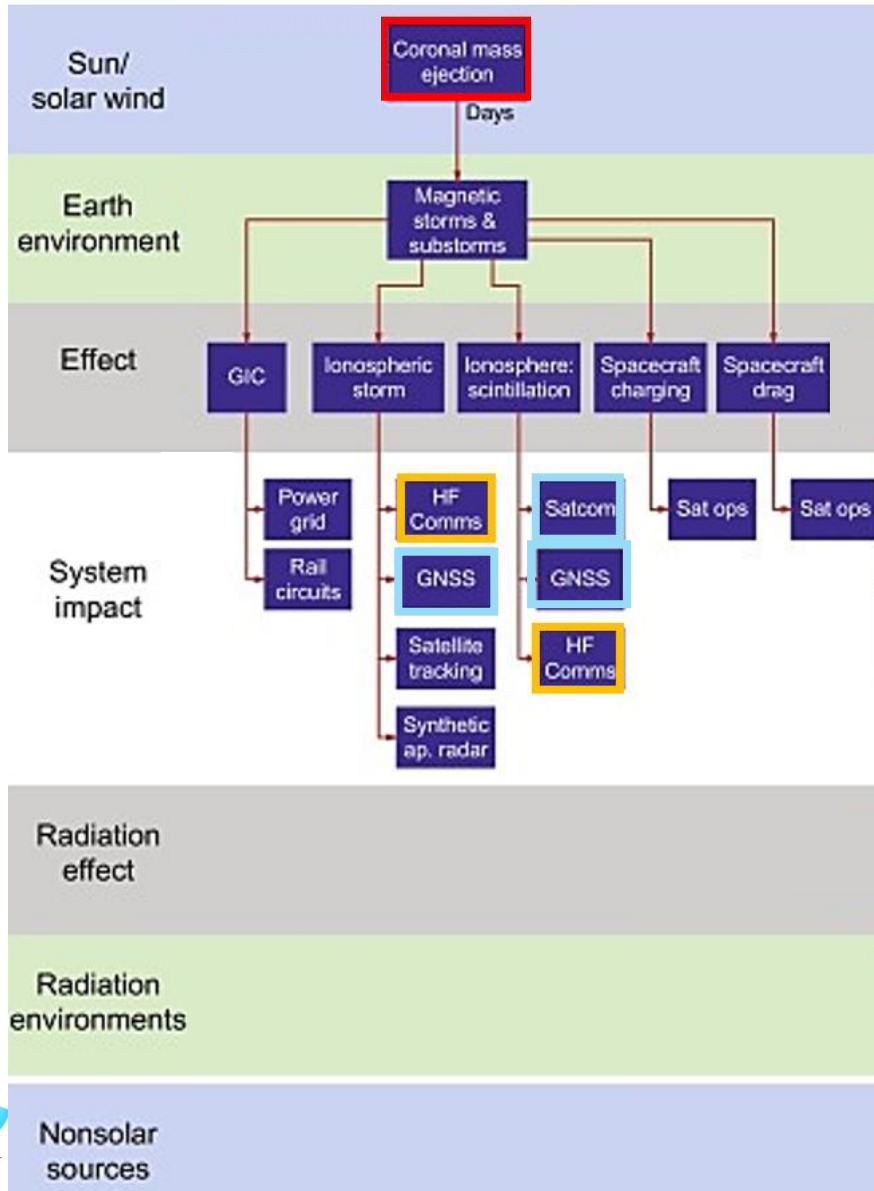 Sun/
solar wind
Coronal mass
ejection
Days
Earth
environment
Magnetic
storms &
substorms
Effect
GIC
Ionospheric
storm
Ionosphere:
scintillation
Spacecraft
charging
Spacecraft
drag
System
impact
Power
grid
Rail
circuits
HF
Comms
GNSS
Satellite
tracking
Synthetic
ap. radar
Satcom
GNSS
HF
Comms
Sat ops
Sat ops
Radiation
effect
Radiation
environments
Nonsolar
sources